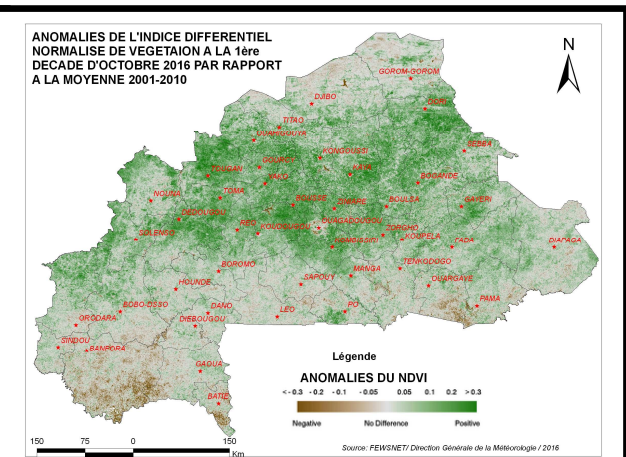 ANOMALIES DE L'INDICE DIFFERENTIEL
NORMALISE DE VEGETAION A LA 1ère
DECADE D'OCTOBRE 2016 PAR RAPPORT
A LA MOYENNE 2001-2010
N
GOROM-GOROM
DJIBO
DORI
TITAO
OUAHIGOUYA
SEBBA
KONGOUSSI
GOURCY
TOUGAN
KAYA
YAKO
BOGANDE
TOMA
NOUNA
BOUSSE
ZINIARE
BOULSA
GAYERI
DEDOUGOU
REO
KOUDOUGOU
OUAGADOUGOU
SOLENSO
ZORGHO
KOUPELA
KOMBISSIRI
FADA
DIAPAGA
BOROMO
MANGA
TENKODOGO
HOUNDE
SAPOUY
OUARGAYE
PAMA
BOBO-DSSO
DANO
LEO
PO
ORODARA
DIEBOUGOU
SINDOU
BANFORA
GAOUA
BATIE
Légende
ANOMALIES DU NDVI
< - 0.3 - 0.2 - 0.1 - 0.05 0.05 0.1 0.2 > 0.3
Negative No Difference Positive
150 75 0 150
Km
Source: FEWSNET/ Direction Générale de la Météorologie / 2016